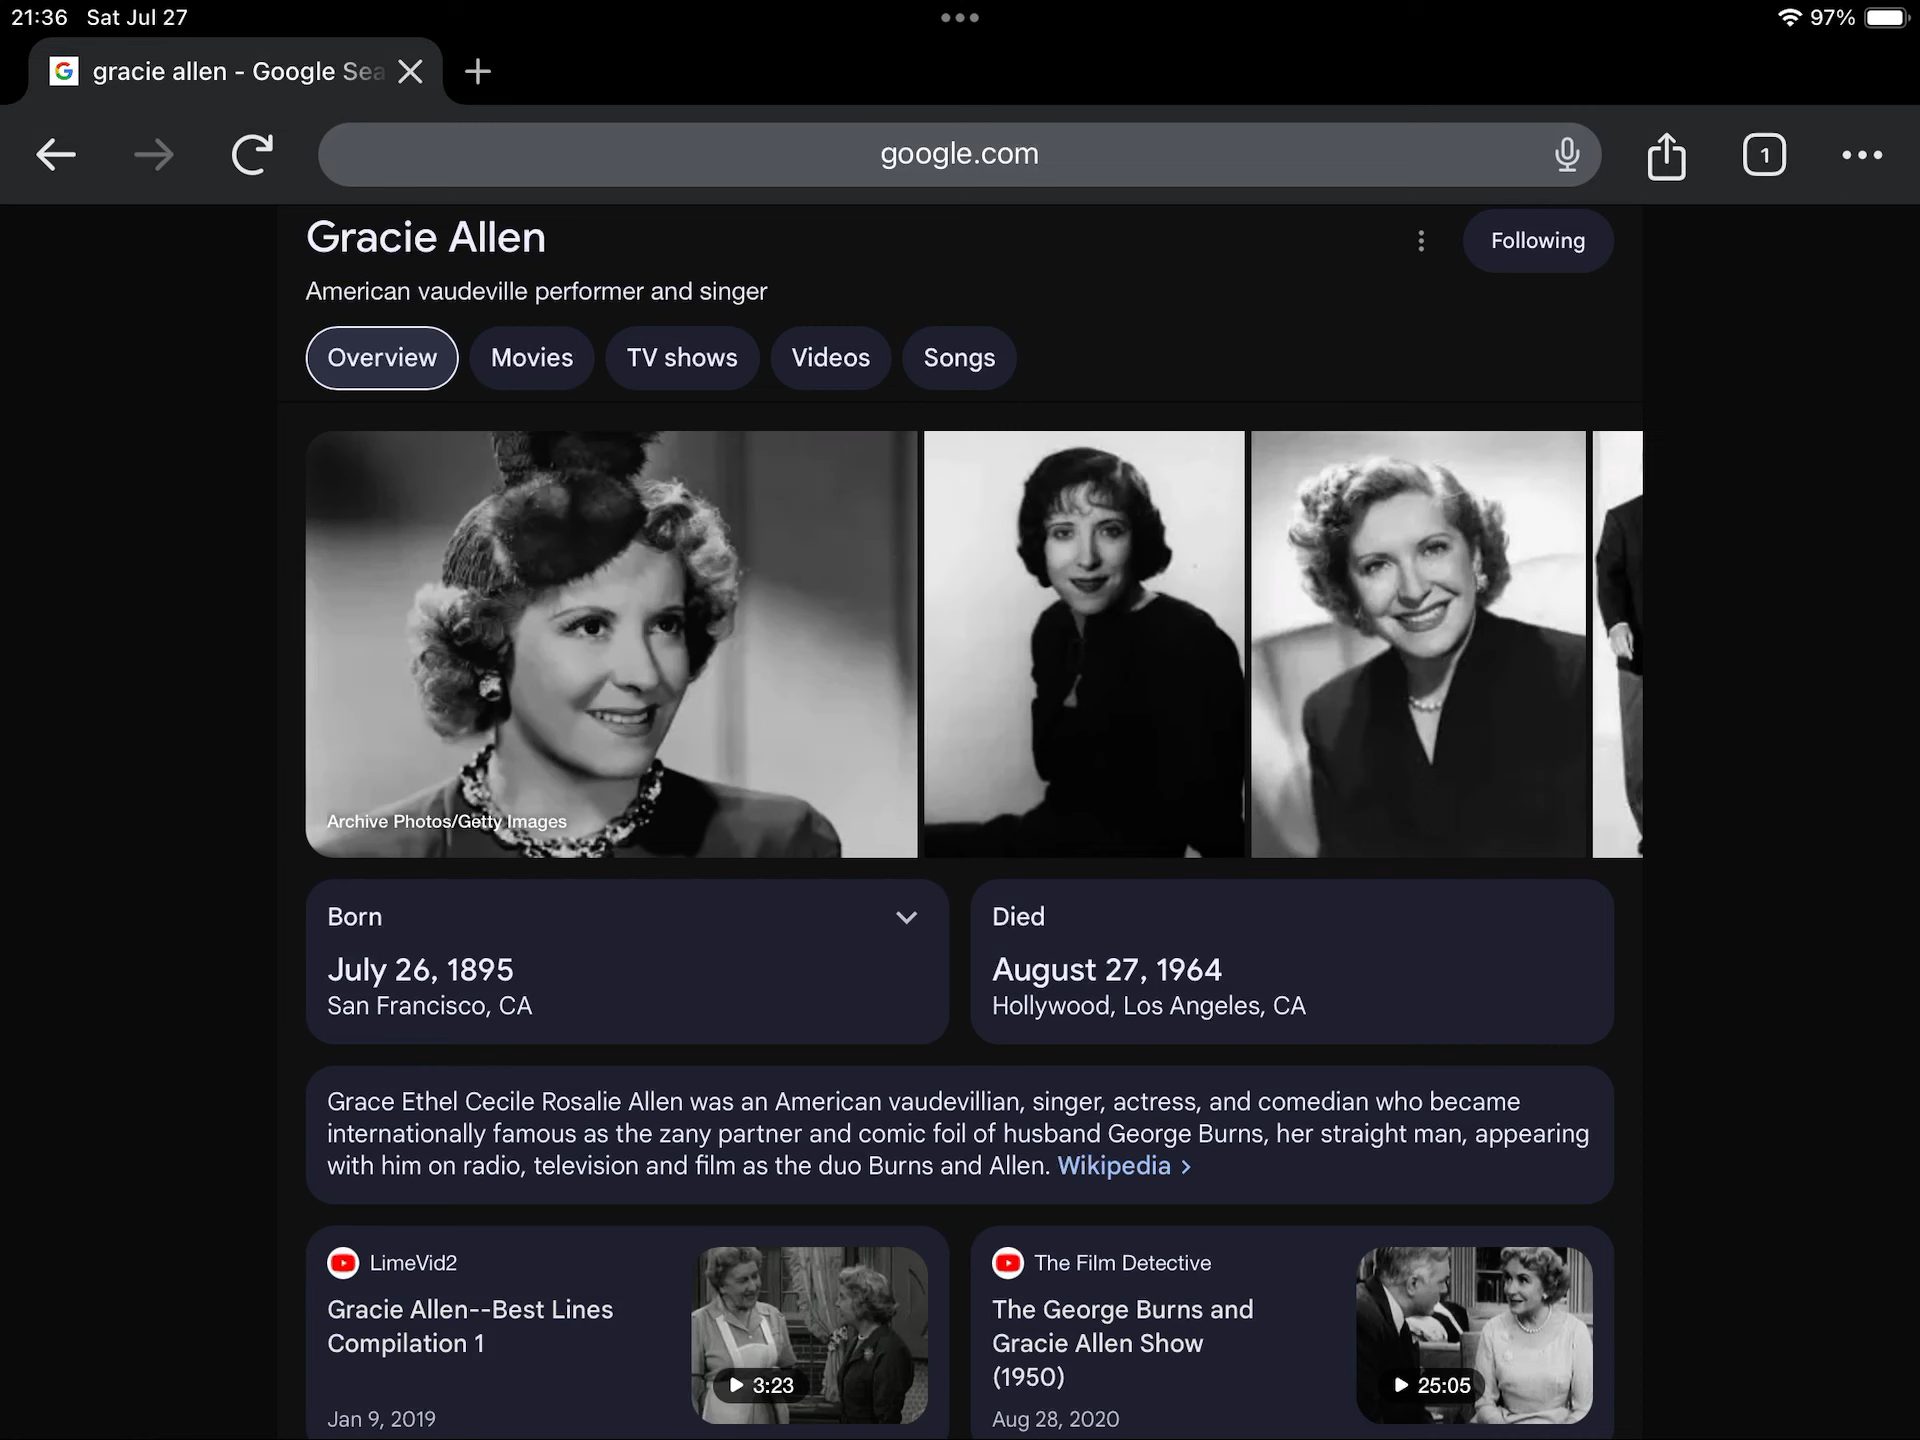 21:36 Sat Jul 27
97%
gracie allen - Google Sea
google.com
1
Gracie Allen
Following
American vaudeville performer and singer
Overview
Movies
TV shows
Videos
Songs
Archive Photos/Getty Images
Born
July 26, 1895
San Francisco, CA
Died
August 27, 1964
Hollywood, Los Angeles, CA
Grace Ethel Cecile Rosalie Allen was an American vaudevillian, singer, actress, and comedian who became
internationally famous as the zany partner and comic foil of husband George Burns, her straight man, appearing
with him on radio, television and film as the duo Burns and Allen. Wikipedia >
LimeVid2
Gracie Allen--Best Lines
Compilation 1
3:23
Jan 9, 2019
The Film Detective
The George Burns and
Gracie Allen Show
(1950)
25:05
Aug 28, 2020